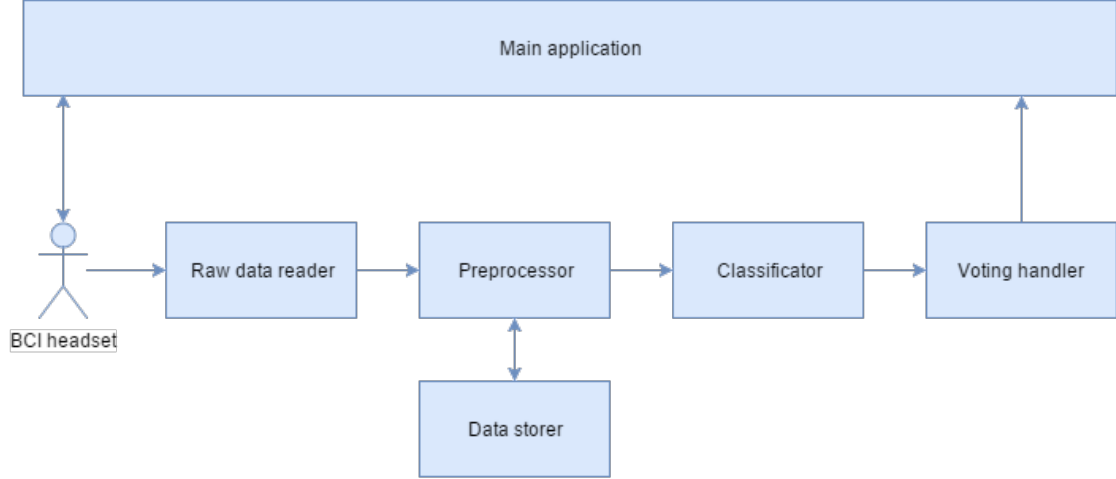 Main application
Raw data reader
Preprocessor
Classificator
Voting handler
BCI headset
Data storer